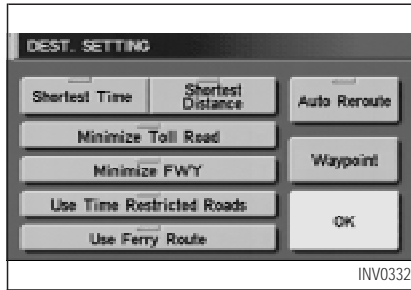 DEST. SETTING
Shortest Time
Shortest
Distance
Auto Reroute
Minimize Toll Road
Minimize FWY
Waypoint
Use Time Restricted Roads
Use Ferry Route
OK
INV0332